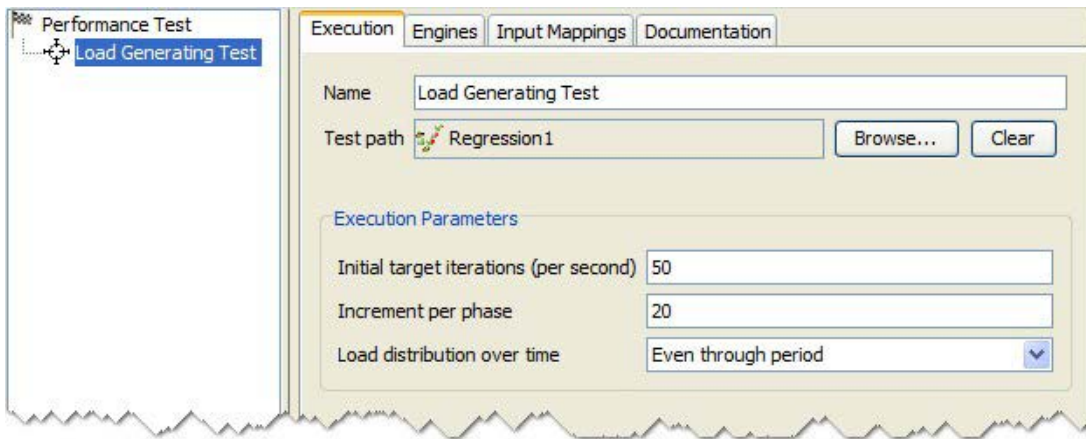 Performance Test
Load Generating Test
Execution Engines Input Mappings Documentation
Name Load Generating Test
Test path Regression1 Browse... Clear
Execution Parameters
Initial target iterations (per second) 50
Increment per phase 20
Load distribution over time Even through period